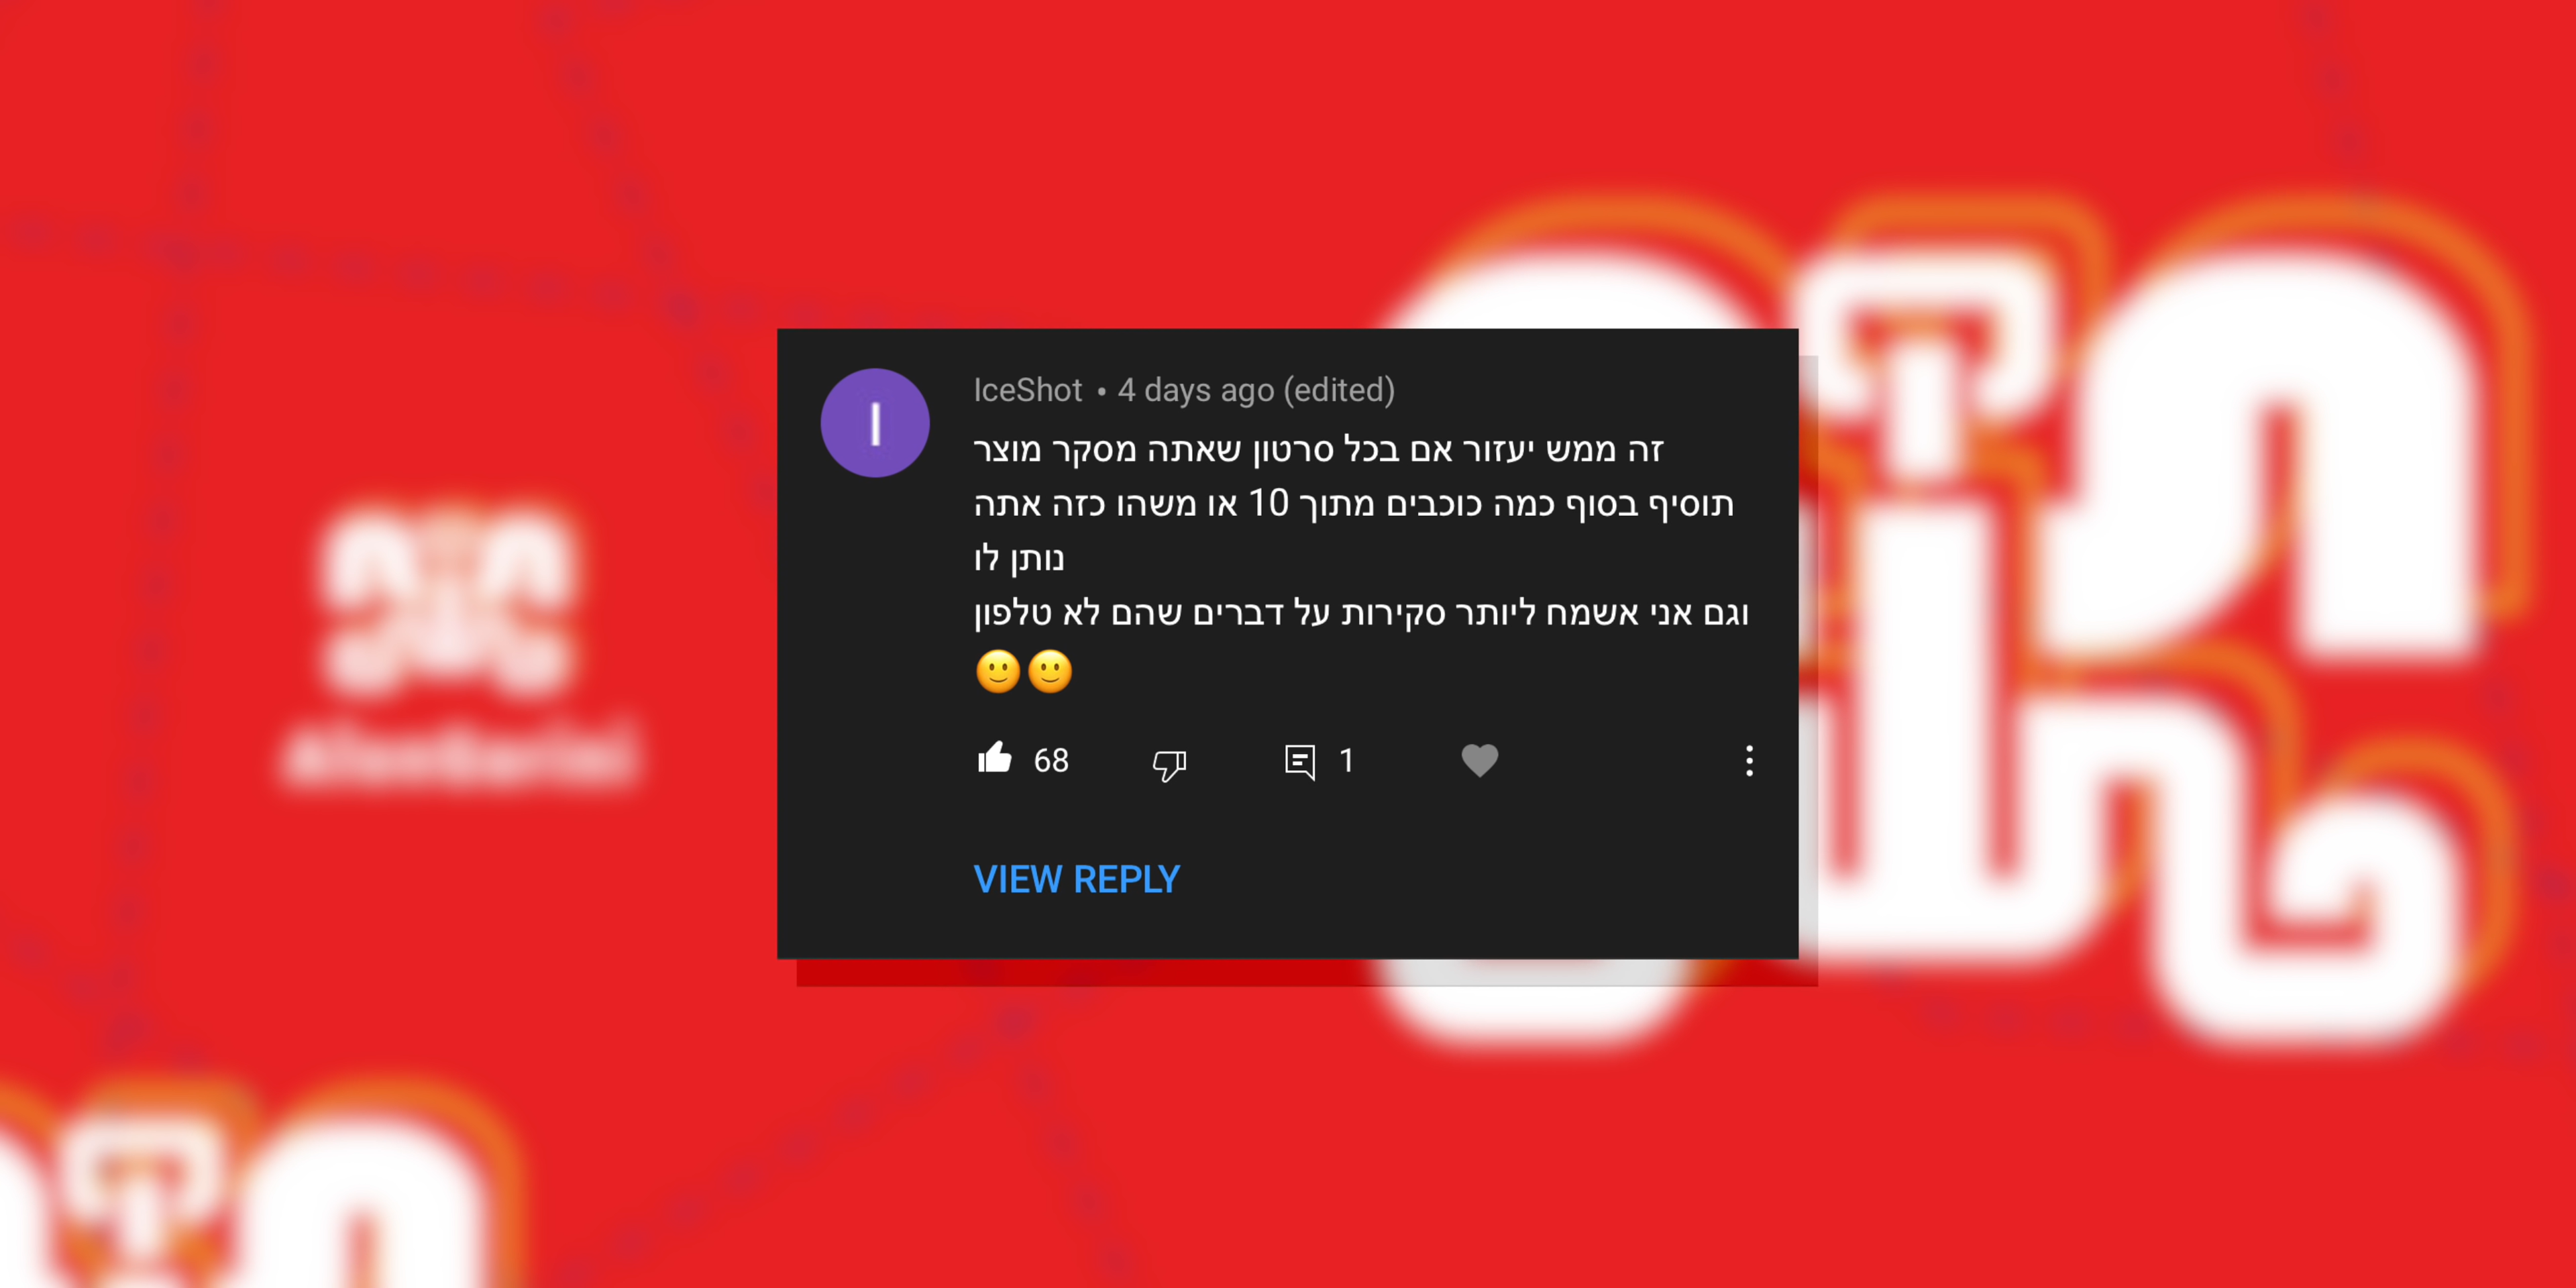 IceShot • 4 days ago (edited)
I
זה ממש יעזור אם בכל סרטון שאתה מסקר מוצר
תוסיף בסוף כמה כוכבים מתוך 10 או משהו כזה אתה
נותן לו
וגם אני אשמח ליותר סקירות על דברים שהם לא טלפון
🙂🙂
68
1
VIEW REPLY